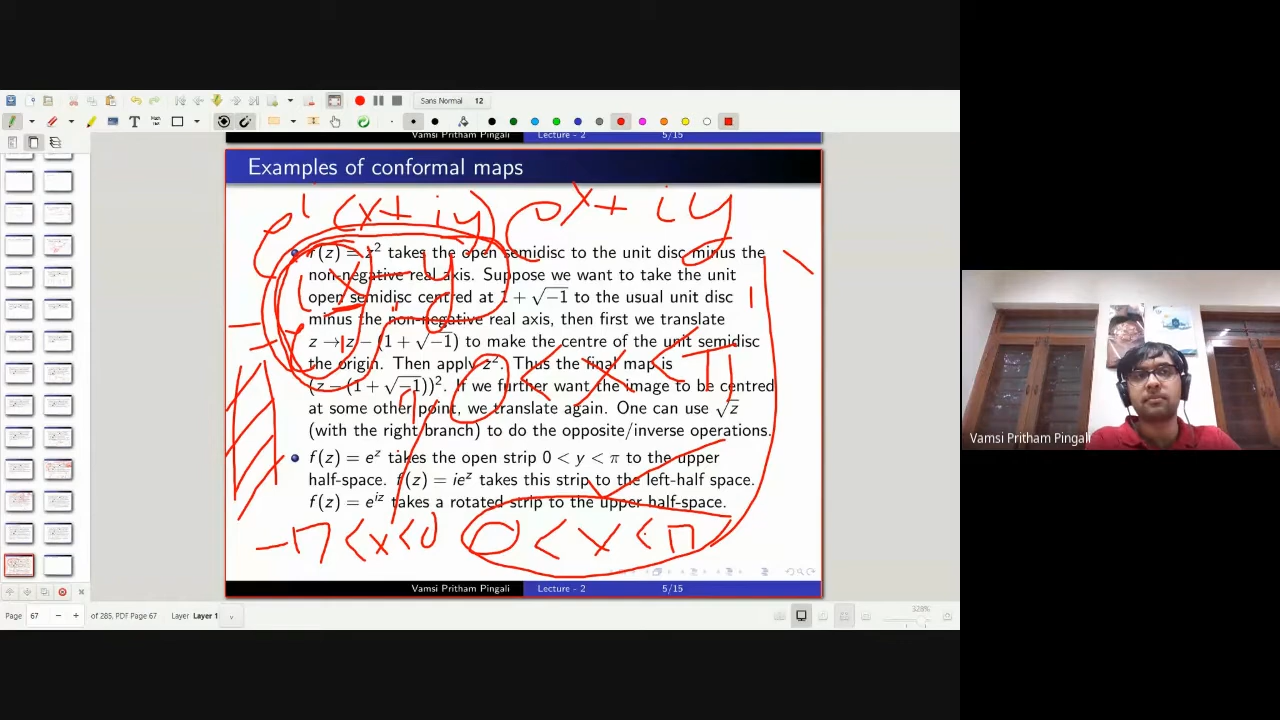 Sans Normal 12
Vamsi Pritham Pingali Lecture - 2 5/15
Examples of conformal maps
e^i(x+iy) e^x+iy
f(z) = z² takes the open semidisc to the unit disc minus the
non-negative real axis. Suppose we want to take the unit
open semidisc centred at 1 + √−1 to the usual unit disc
minus the non-negative real axis, then first we translate
z → z − (1 + √−1) to make the centre of the unit semidisc
the origin. Then apply z². Thus the final map is
(z − (1 + √−1))². If we further want the image to be centred
at some other point, we translate again. One can use √z
(with the right branch) to do the opposite/inverse operations.
0 < x < π
f(z) = e^z takes the open strip 0 < y < π to the upper
half-space. f(z) = ie^z takes this strip to the left-half space.
f(z) = e^iz takes a rotated strip to the upper half-space.
−π < x < 0 0 < x < π
Vamsi Pritham Pingali Lecture - 2 5/15
Page 67 of 285, PDF Page 67 Layer Layer 1 328%
Vamsi Pritham Pingali